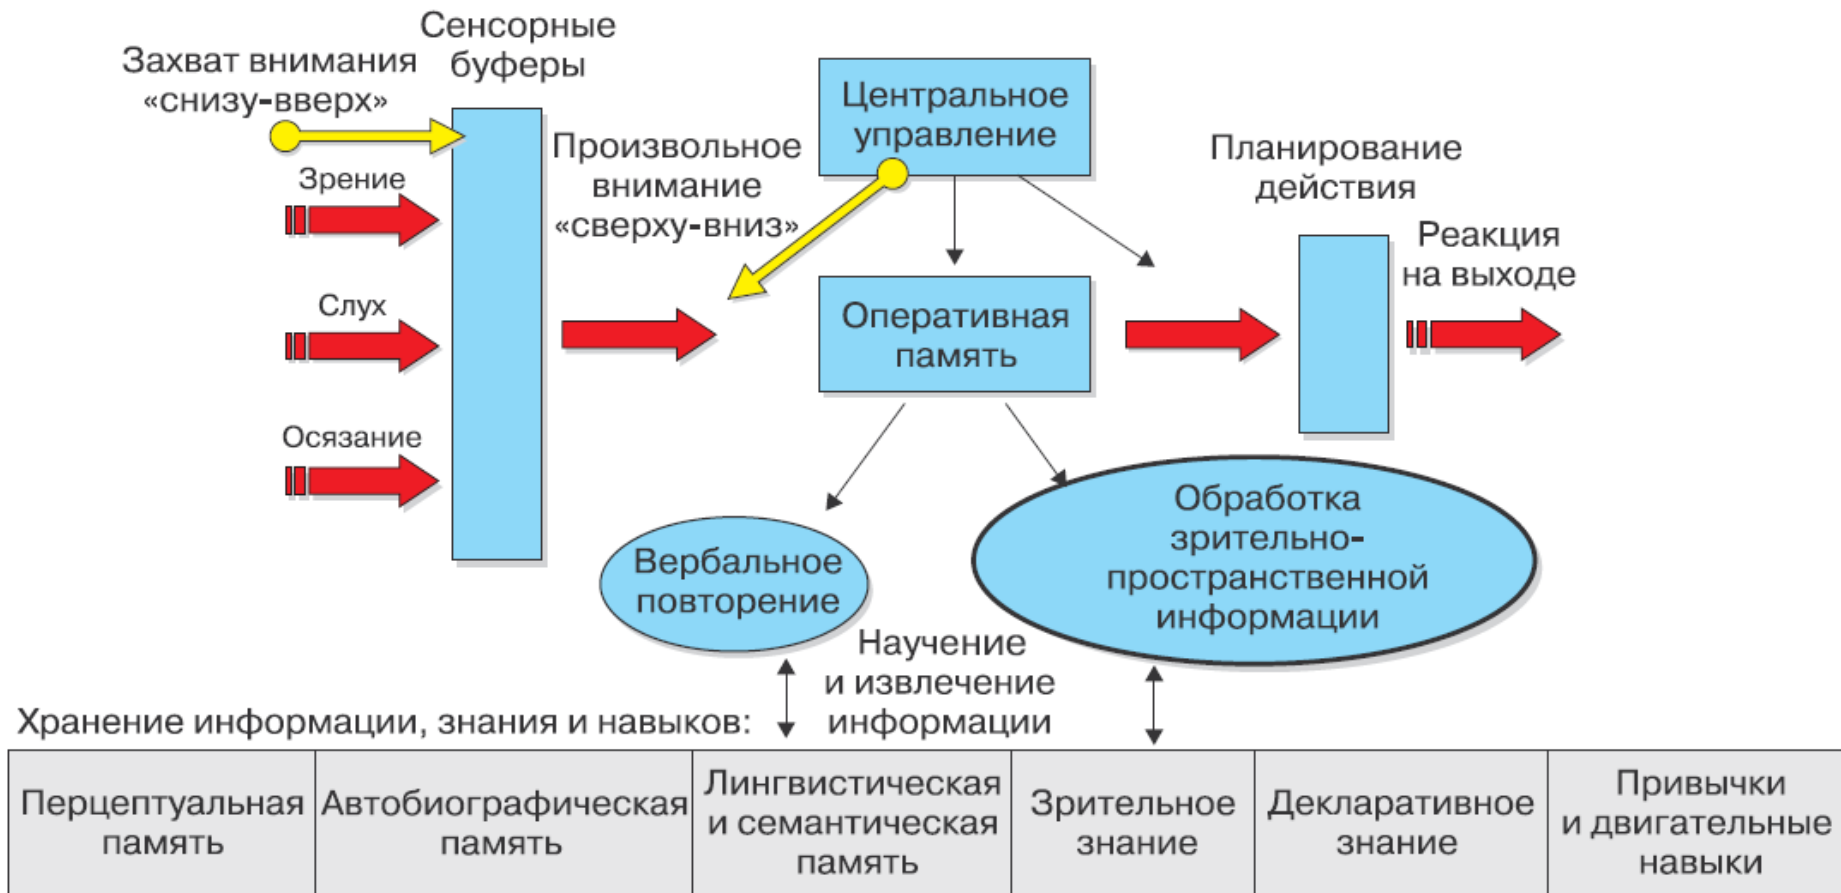 Сенсорные
буферы
Захват внимания
«снизу-вверх»
Зрение
Слух
Осязание
Произвольное
внимание
«сверху-вниз»
Центральное
управление
Оперативная
память
Планирование
действия
Реакция
на выходе
Вербальное
повторение
Обработка
зрительно-
пространственной
информации
Научение
и извлечение
информации
Хранение информации, знания и навыков:
Перцептуальная
память
Автобиографическая
память
Лингвистическая
и семантическая
память
Зрительное
знание
Декларативное
знание
Привычки
и двигательные
навыки